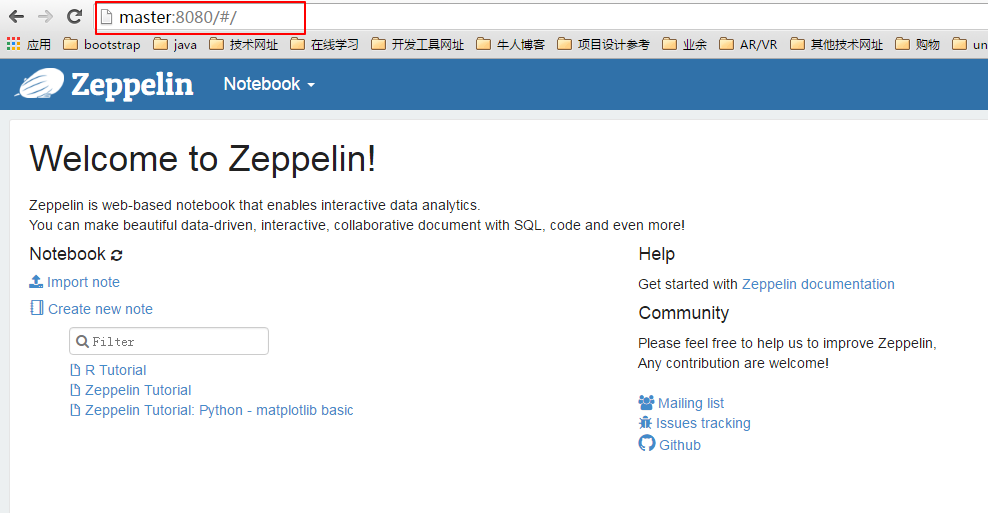 master:8080/#/
应用 bootstrap java 技术网址 在线学习 开发工具网址 牛人博客 项目设计参考 业余 AR/VR 其他技术网址 购物 un
Zeppelin Notebook
Welcome to Zeppelin!
Zeppelin is web-based notebook that enables interactive data analytics.
You can make beautiful data-driven, interactive, collaborative document with SQL, code and even more!
Notebook
Import note
Create new note
Filter
R Tutorial
Zeppelin Tutorial
Zeppelin Tutorial: Python - matplotlib basic
Help
Get started with Zeppelin documentation
Community
Please feel free to help us to improve Zeppelin,
Any contribution are welcome!
Mailing list
Issues tracking
Github